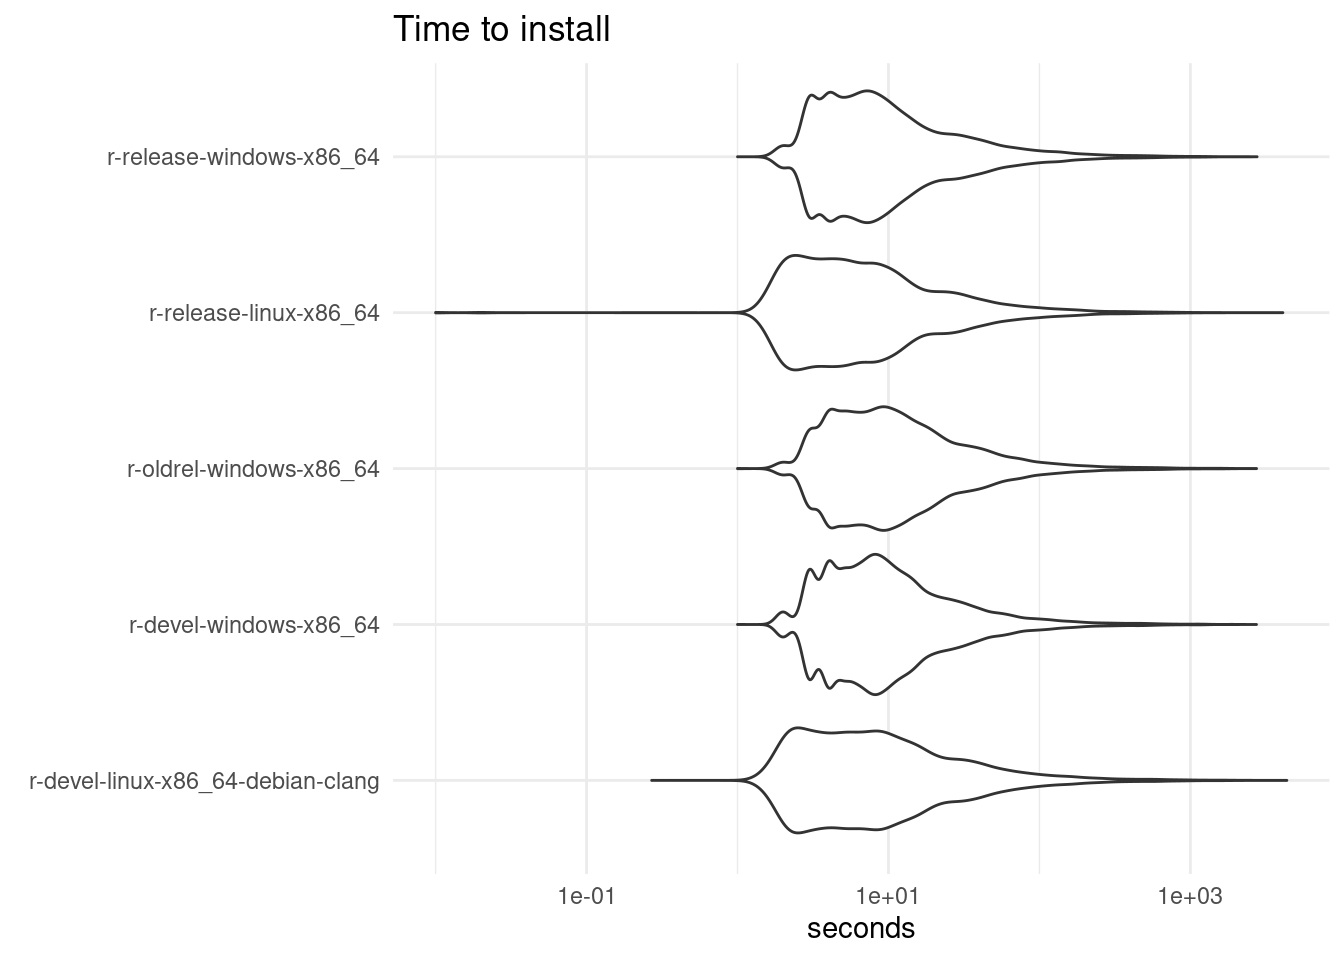 Time to install
r-release-windows-x86_64
r-release-linux-x86_64
r-oldrel-windows-x86_64
r-devel-windows-x86_64
r-devel-linux-x86_64-debian-clang
1e-01 1e+01 1e+03
seconds